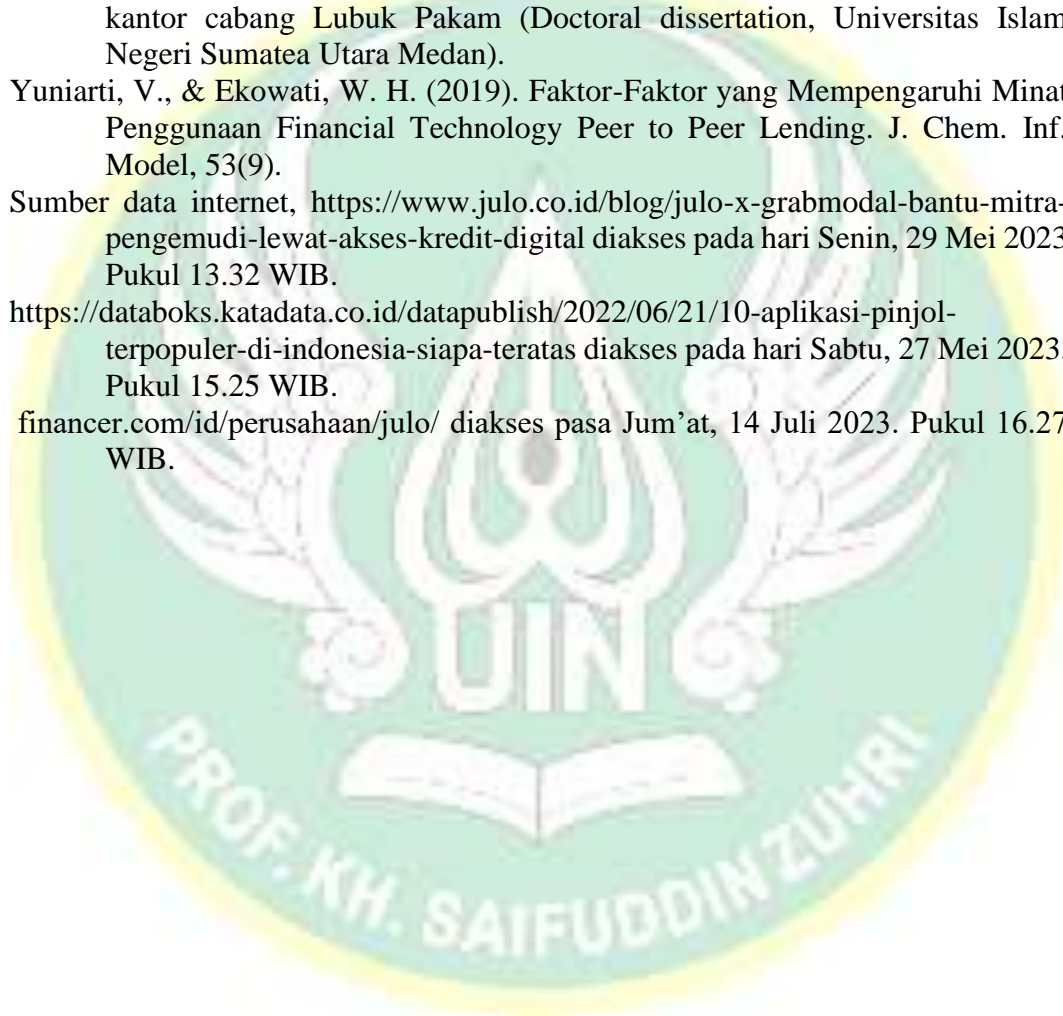 kantor cabang Lubuk Pakam (Doctoral dissertation, Universitas Islam
Negeri Sumatea Utara Medan).
Yuniarti, V., & Ekowati, W. H. (2019). Faktor-Faktor yang Mempengaruhi Minat
Penggunaan Financial Technology Peer to Peer Lending. J. Chem. Inf.
Model, 53(9).
Sumber data internet, https://www.julo.co.id/blog/julo-x-grabmodal-bantu-mitra-
pengemudi-lewat-akses-kredit-digital diakses pada hari Senin, 29 Mei 2023
Pukul 13.32 WIB.
https://databoks.katadata.co.id/datapublish/2022/06/21/10-aplikasi-pinjol-
terpopuler-di-indonesia-siapa-teratas diakses pada hari Sabtu, 27 Mei 2023.
Pukul 15.25 WIB.
financer.com/id/perusahaan/julo/ diakses pasa Jum’at, 14 Juli 2023. Pukul 16.27
WIB.
UIN
PROF. KH. SAIFUDDIN ZUHRI